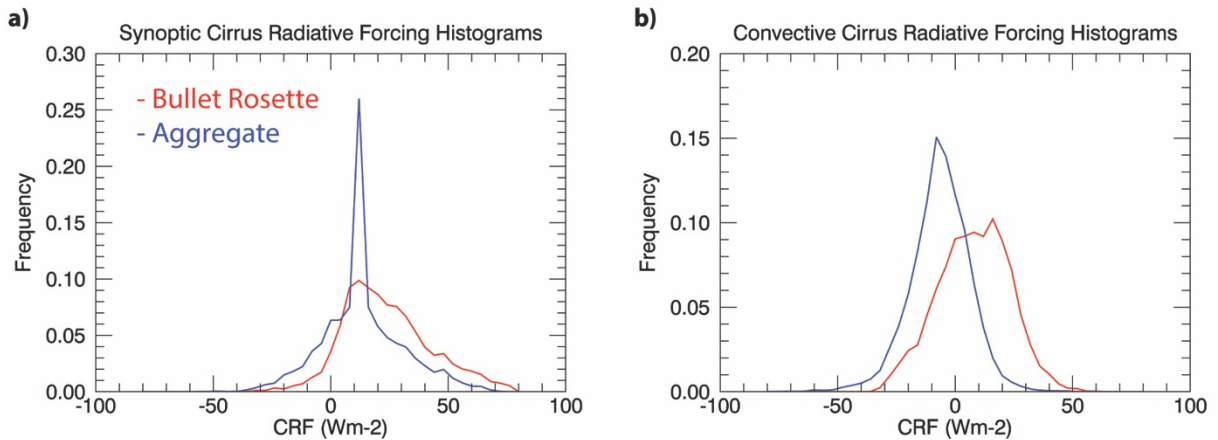 a)
Synoptic Cirrus Radiative Forcing Histograms
0.30
0.25
0.20
0.15
0.10
0.05
0.00
Frequency
- Bullet Rosette
- Aggregate
-100
-50
0
50
100
CRF (Wm-2)
b)
Convective Cirrus Radiative Forcing Histograms
0.20
0.15
0.10
0.05
0.00
Frequency
-100
-50
0
50
100
CRF (Wm-2)